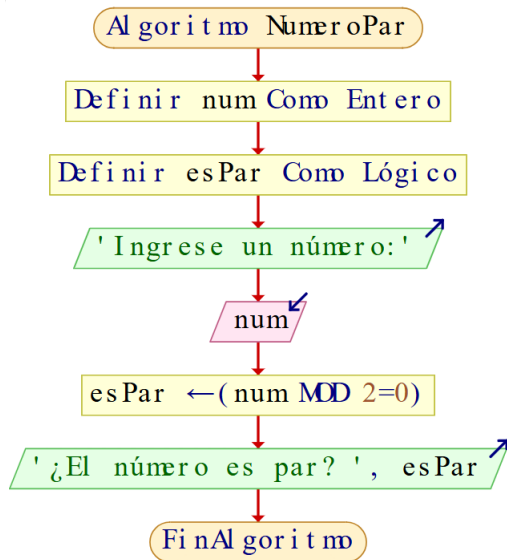 Algoritmo NumeroPar
Definir num Como Entero
Definir esPar Como Lógico
'Ingrese un número:'
num
esPar ←(num MOD 2=0)
'¿El número es par? ', esPar
FinAlgoritmo